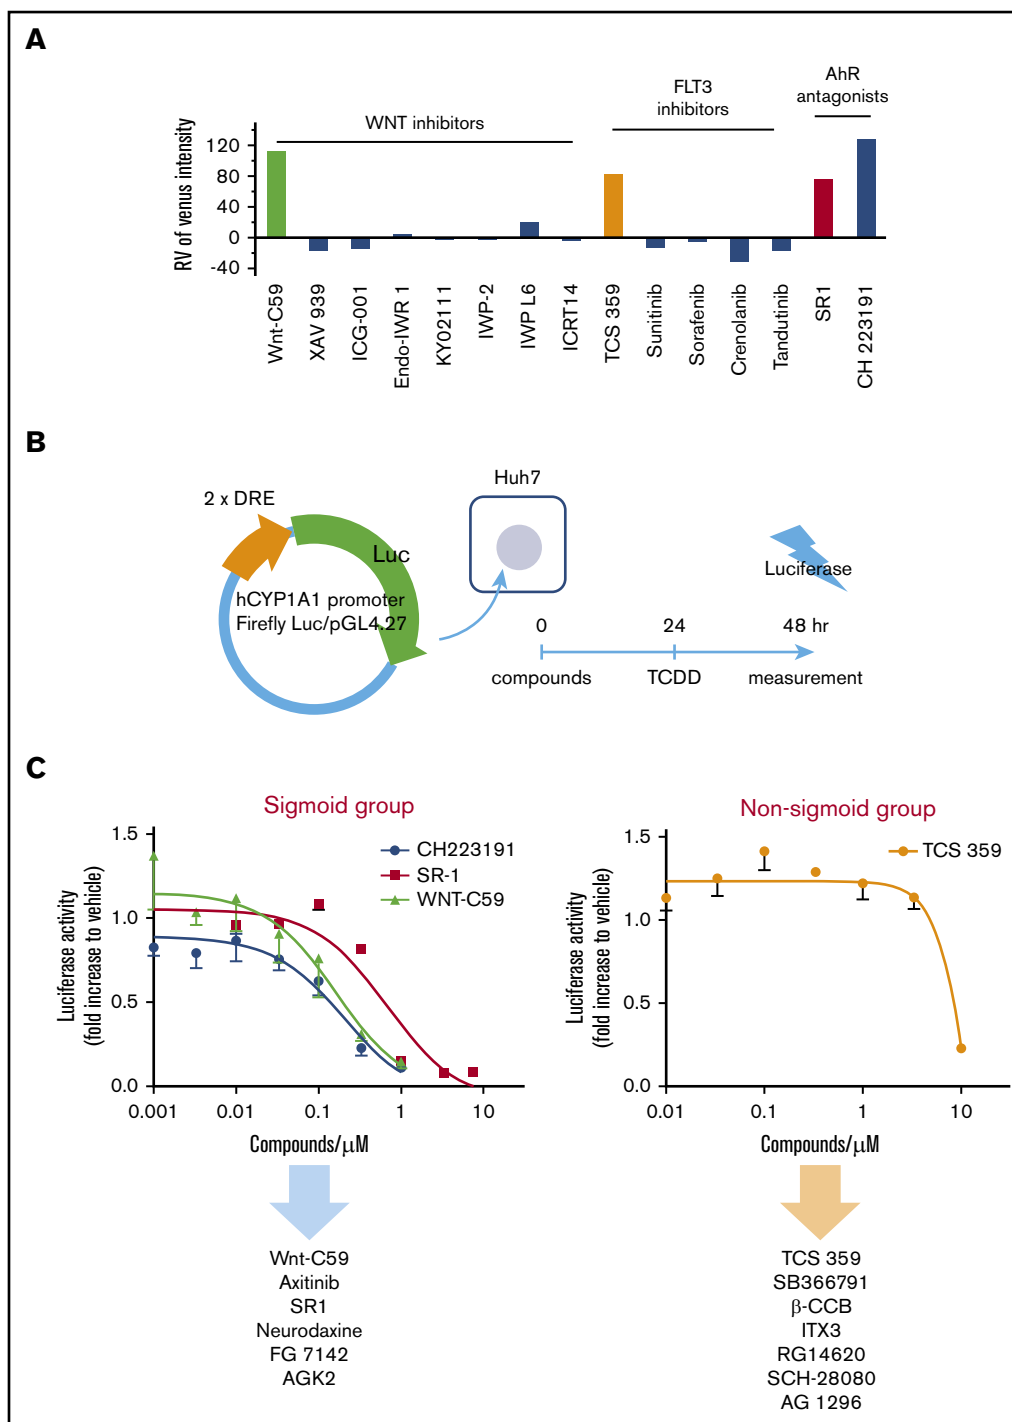 A
WNT inhibitors
FLT3
inhibitors
AhR
antagonists
RV of venus intensity
120
80
40
0
-40
Wnt-C59
XAV 939
ICG-001
Endo-IWR 1
KY02111
IWP-2
IWP L6
ICRT14
TCS 359
Sunitinib
Sorafenib
Crenolanib
Tandutinib
SR1
CH 223191
B
2 x DRE
Luc
hCYP1A1 promoter
Firefly Luc/pGL4.27
Huh7
Luciferase
0 24 48 hr
compounds TCDD measurement
C
Sigmoid group
Luciferase activity
(fold increase to vehicle)
1.5
1.0
0.5
0.0
CH223191
SR-1
WNT-C59
0.001 0.01 0.1 1 10
Compounds/μM
Wnt-C59
Axitinib
SR1
Neurodaxine
FG 7142
AGK2
Non-sigmoid group
Luciferase activity
(fold increase to vehicle)
1.5
1.0
0.5
0.0
TCS 359
0.01 0.1 1 10
Compounds/μM
TCS 359
SB366791
β-CCB
ITX3
RG14620
SCH-28080
AG 1296